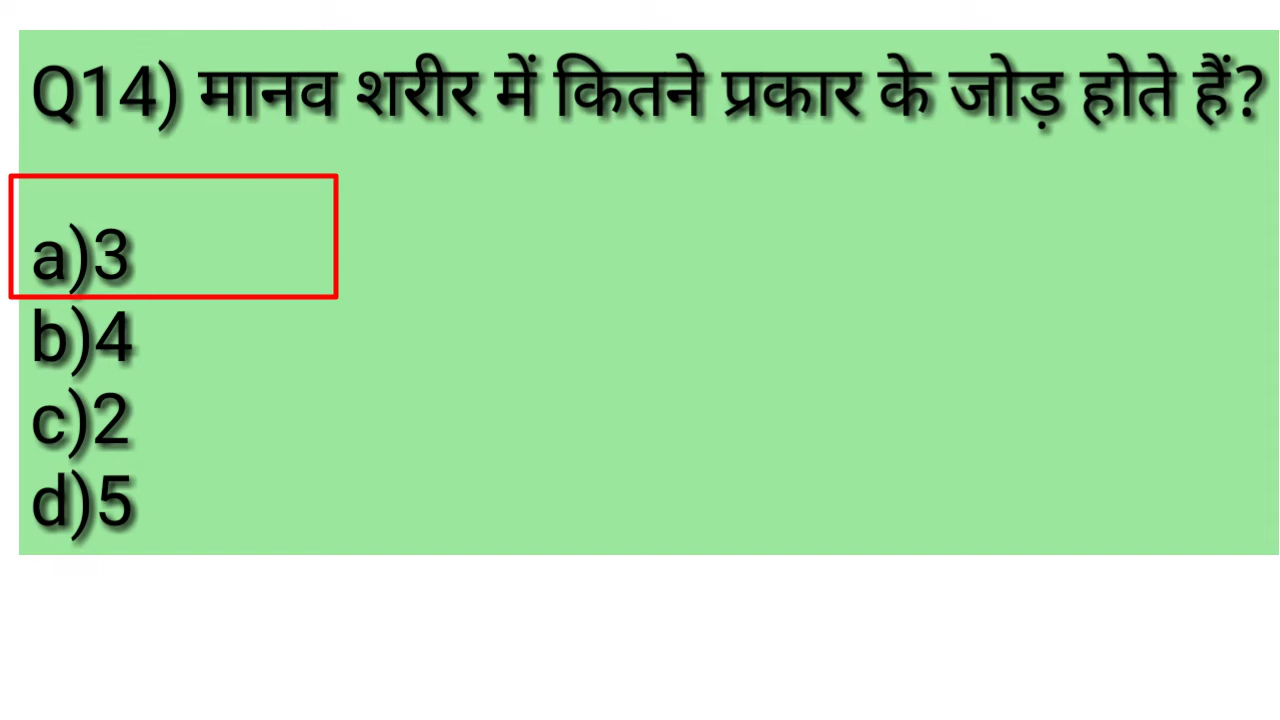 Q14) मानव शरीर में कितने प्रकार के जोड़ होते हैं?
a)3
b)4
c)2
d)5